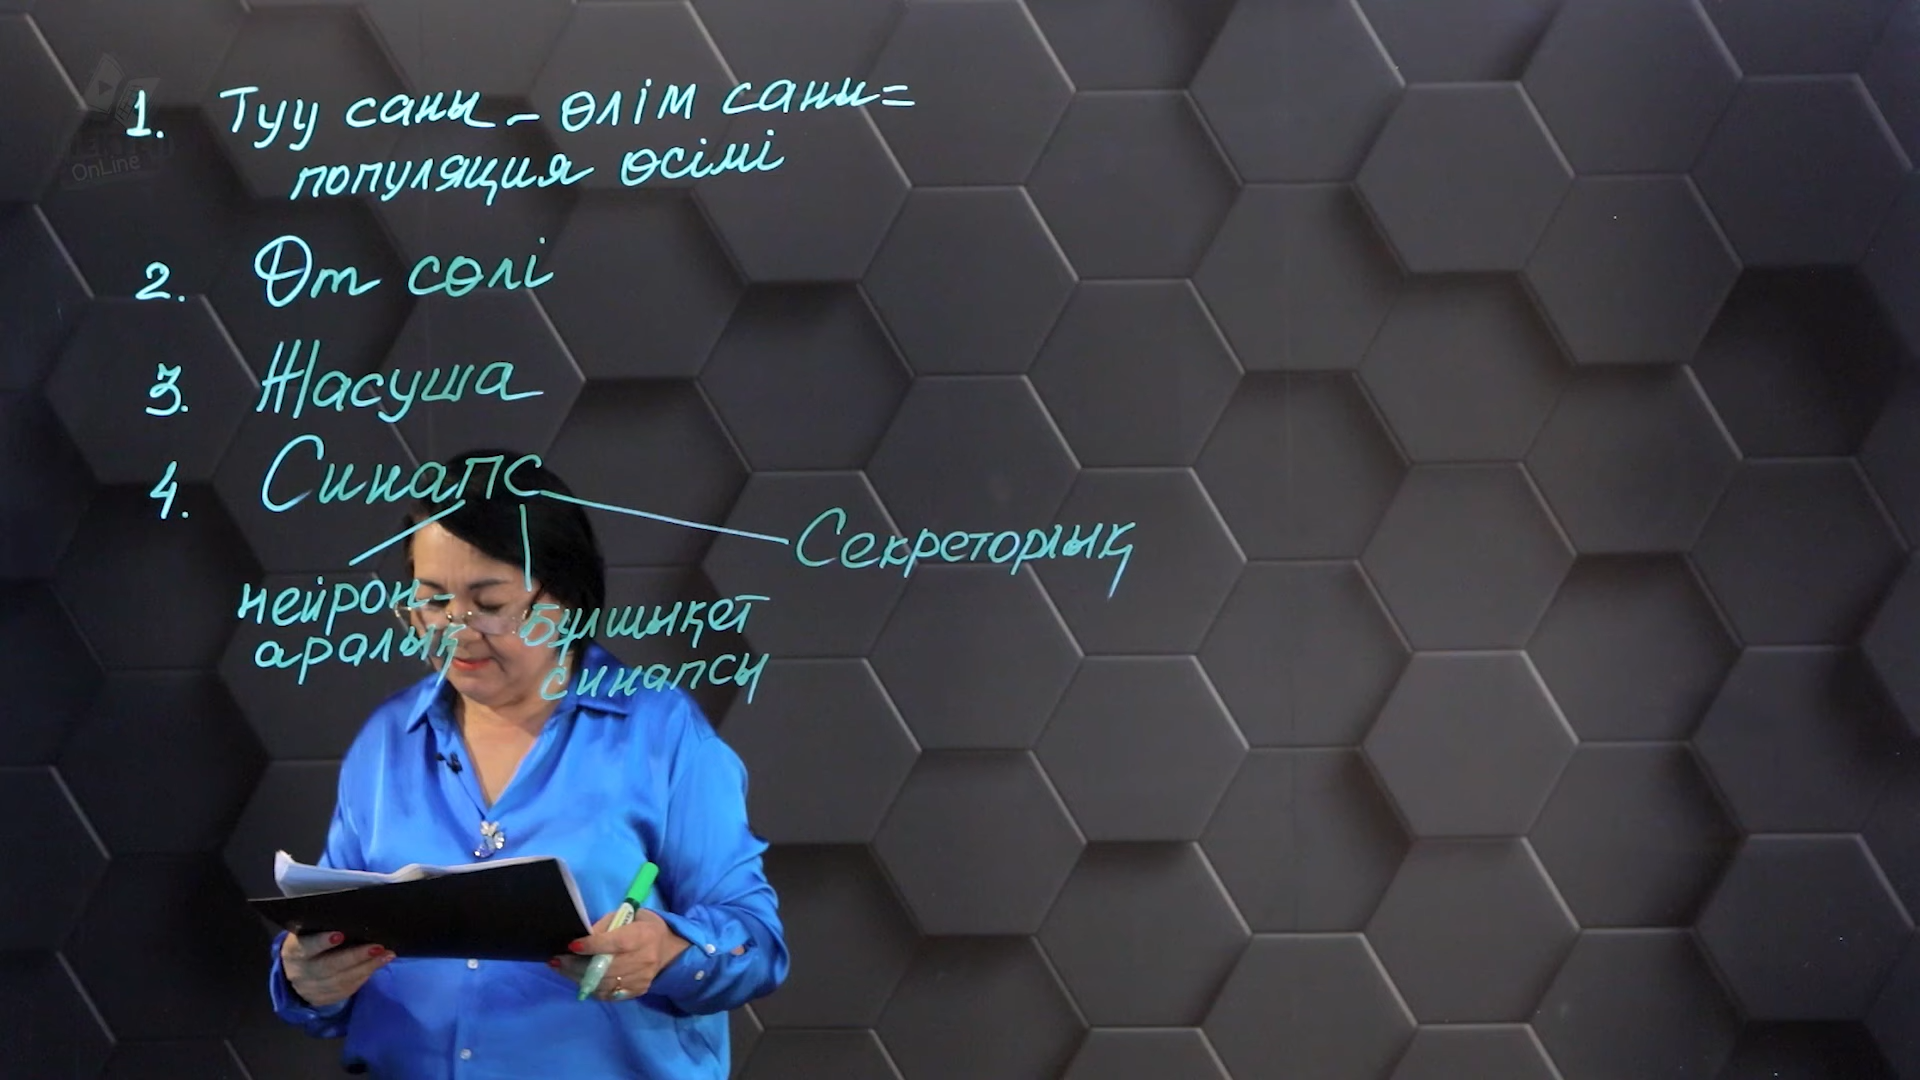 1. Туу саны - өлім саны =
популяция өсімі
2. Өт сөлі
3. Жасуша
4. Синапс
Секреторлық
нейрон-
аралық
Бұлшықет
синапсы
OnLine